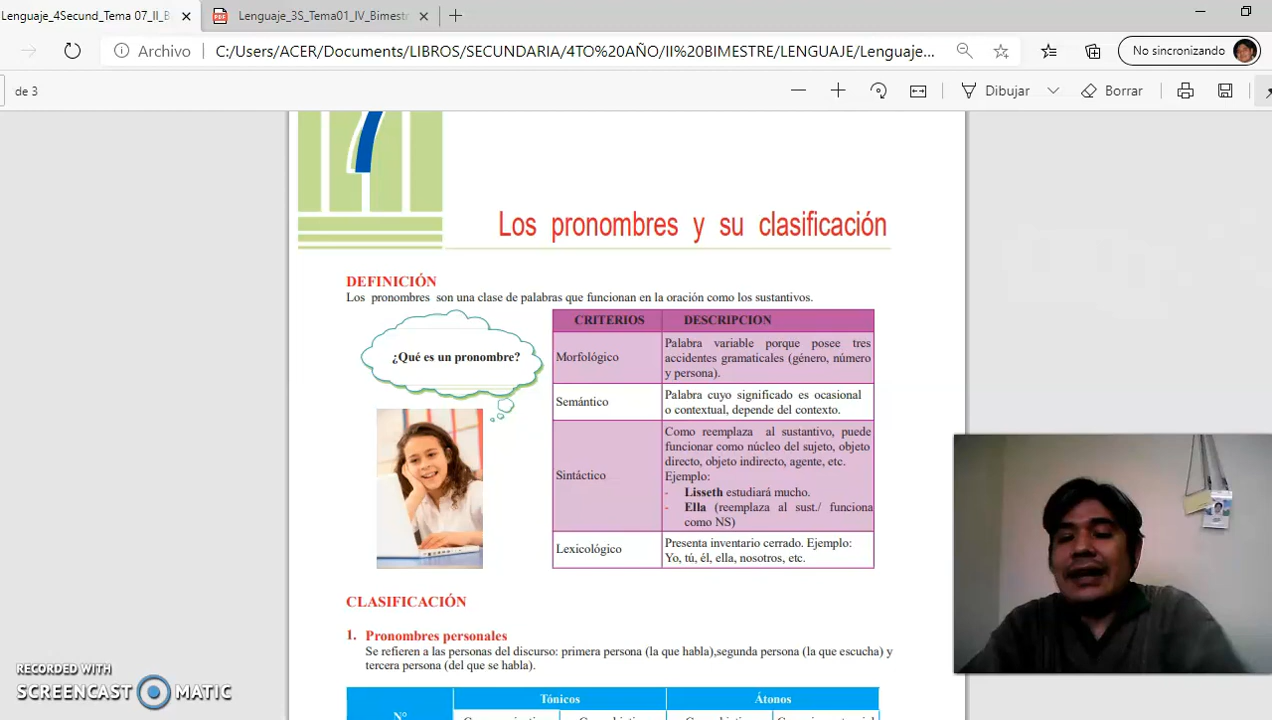 Lenguaje_4Secund_Tema 07_II_B
Lenguaje_3S_Tema01_IV_Bimest
Archivo
C:/Users/ACER/Documents/LIBROS/SECUNDARIA/4TO%20AÑO/II%20BIMESTRE/LENGUAJE/Lenguaje...
No sincronizando
de 3
Dibujar
Borrar
7
Los pronombres y su clasificación
DEFINICIÓN
Los pronombres son una clase de palabras que funcionan en la oración como los sustantivos.
¿Qué es un pronombre?
CRITERIOS DESCRIPCION
Morfológico
Palabra variable porque posee tres
accidentes gramaticales (género, número
y persona).
Semántico
Palabra cuyo significado es ocasional
o contextual, depende del contexto.
Sintáctico
Como reemplaza al sustantivo, puede
funcionar como núcleo del sujeto, objeto
directo, objeto indirecto, agente, etc.
Ejemplo:
- Lisseth estudiará mucho.
- Ella (reemplaza al sust./ funciona
como NS)
Lexicológico
Presenta inventario cerrado. Ejemplo:
Yo, tú, él, ella, nosotros, etc.
CLASIFICACIÓN
1. Pronombres personales
Se refieren a las personas del discurso: primera persona (la que habla),segunda persona (la que escucha) y
tercera persona (del que se habla).
N°
Tónicos
Átonos
RECORDED WITH
SCREENCAST MATIC